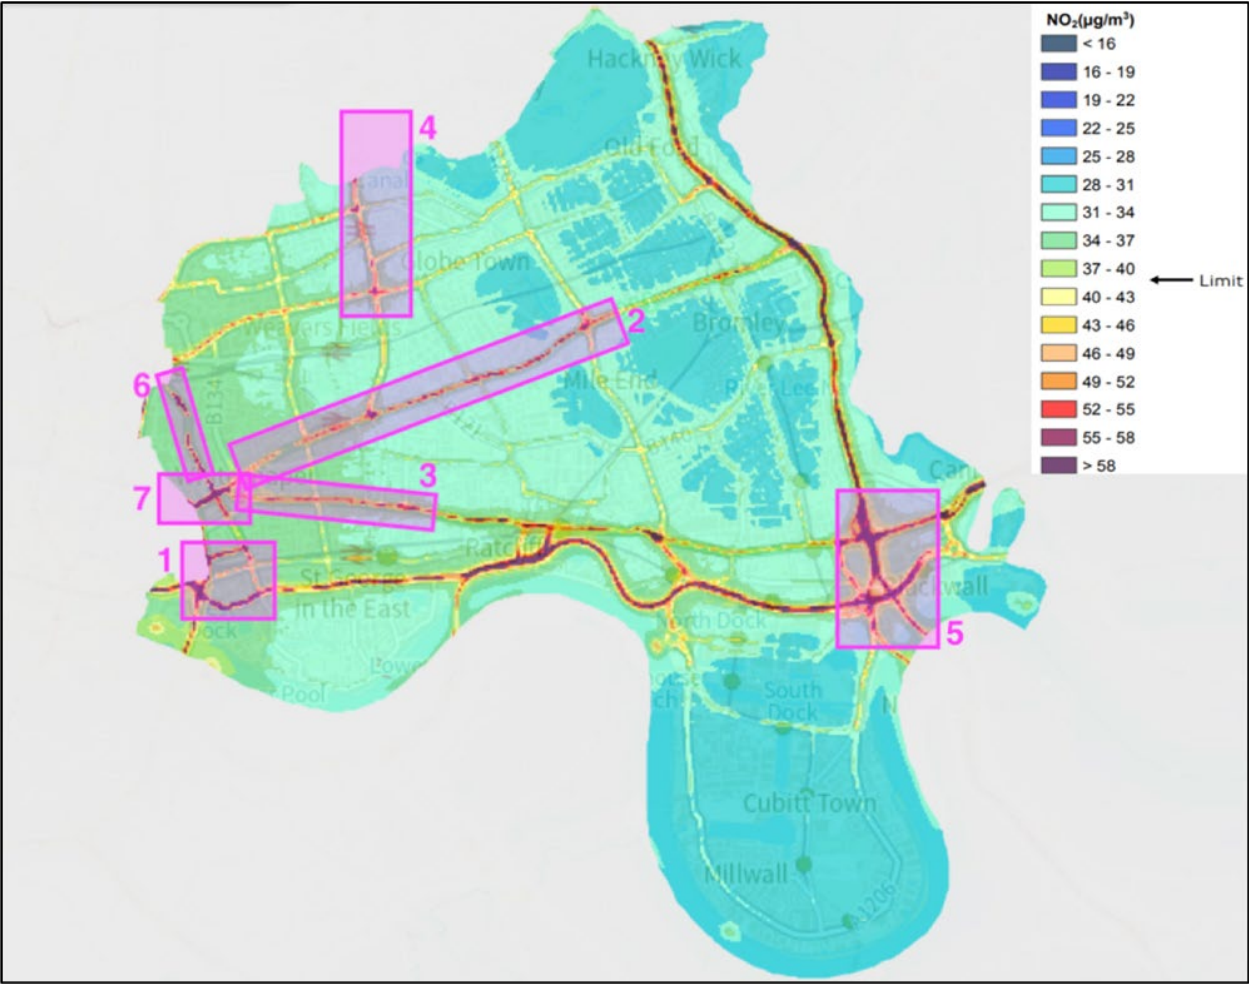 NO₂(µg/m³)
< 16
16 - 19
19 - 22
22 - 25
25 - 28
28 - 31
31 - 34
34 - 37
37 - 40
Limit
40 - 43
43 - 46
46 - 49
49 - 52
52 - 55
55 - 58
> 58
Hackney Wick
4
Old Ford
Globe Town
Weavers Fields
2
Bromley
6
Mile End
B134
River Lee
3
7
Ratcliff
1
St. George
in the East
North Dock
5
South
Dock
Pool
Cubitt Town
Millwall
A1206